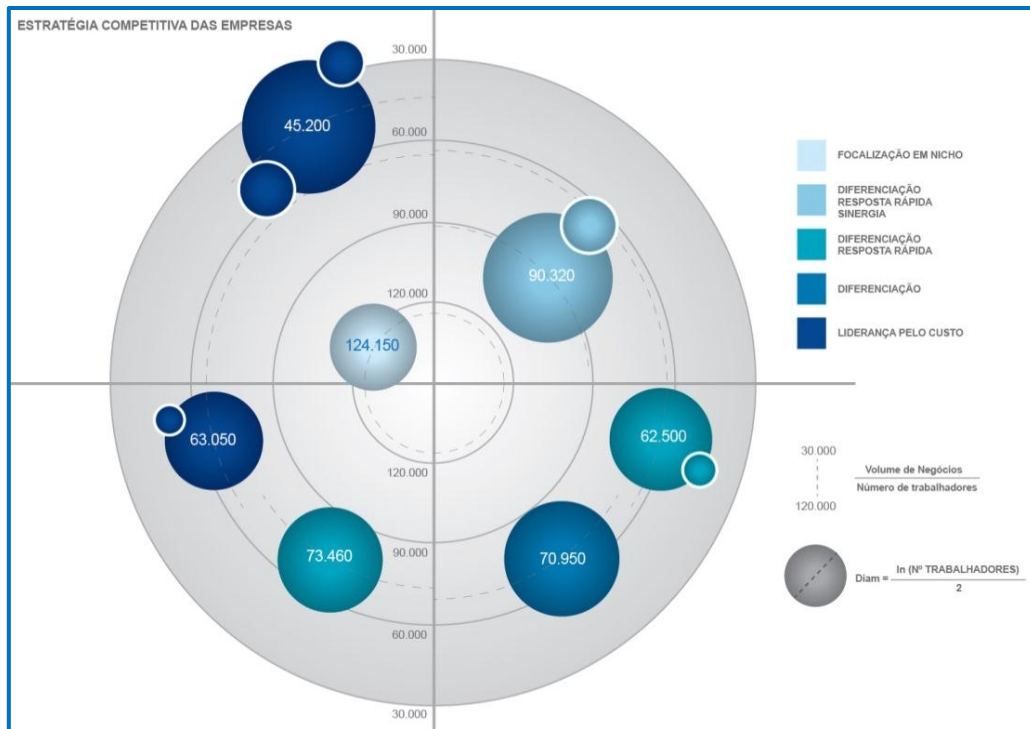 ESTRATÉGIA COMPETITIVA DAS EMPRESAS
30.000
45.200
60.000
90.000
90.320
120.000
124.150
63.050
62.500
120.000
73.460
90.000
70.950
60.000
30.000
FOCALIZAÇÃO EM NICHO
DIFERENCIAÇÃO
RESPOSTA RÁPIDA
SINERGIA
DIFERENCIAÇÃO
RESPOSTA RÁPIDA
DIFERENCIAÇÃO
LIDERANÇA PELO CUSTO
30.000
120.000
Volume de Negócios
Número de trabalhadores
Diam = ln (Nº TRABALHADORES)
2